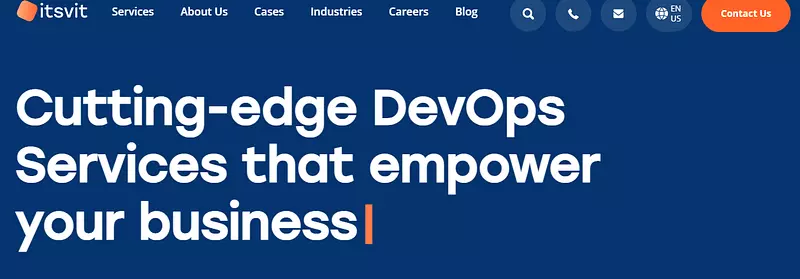 itsvit Services About Us Cases Industries Careers Blog EN US Contact Us
Cutting-edge DevOps
Services that empower
your business